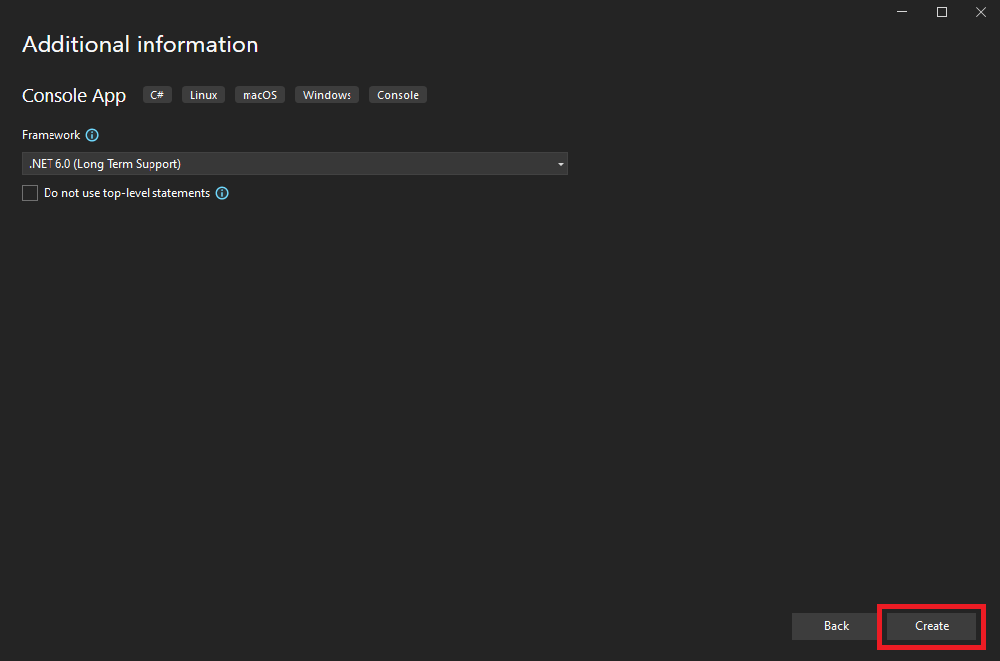 Additional information
Console App C# Linux macOS Windows Console
Framework
.NET 6.0 (Long Term Support)
Do not use top-level statements
Back Create